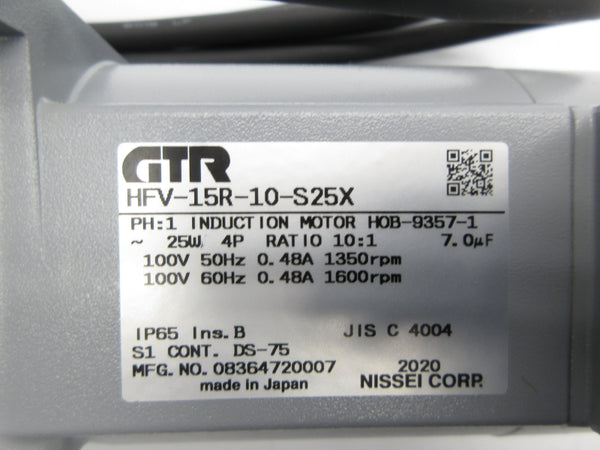 GTR
HFV-15R-10-S25X
PH:1 INDUCTION MOTOR HOB-9357-1
~ 25W 4P RATIO 10:1 7.0µF
100V 50Hz 0.48A 1350rpm
100V 60Hz 0.48A 1600rpm
IP65 Ins.B JIS C 4004
S1 CONT. DS-75
MFG.NO.08364720007 2020
made in Japan NISSEI CORP.